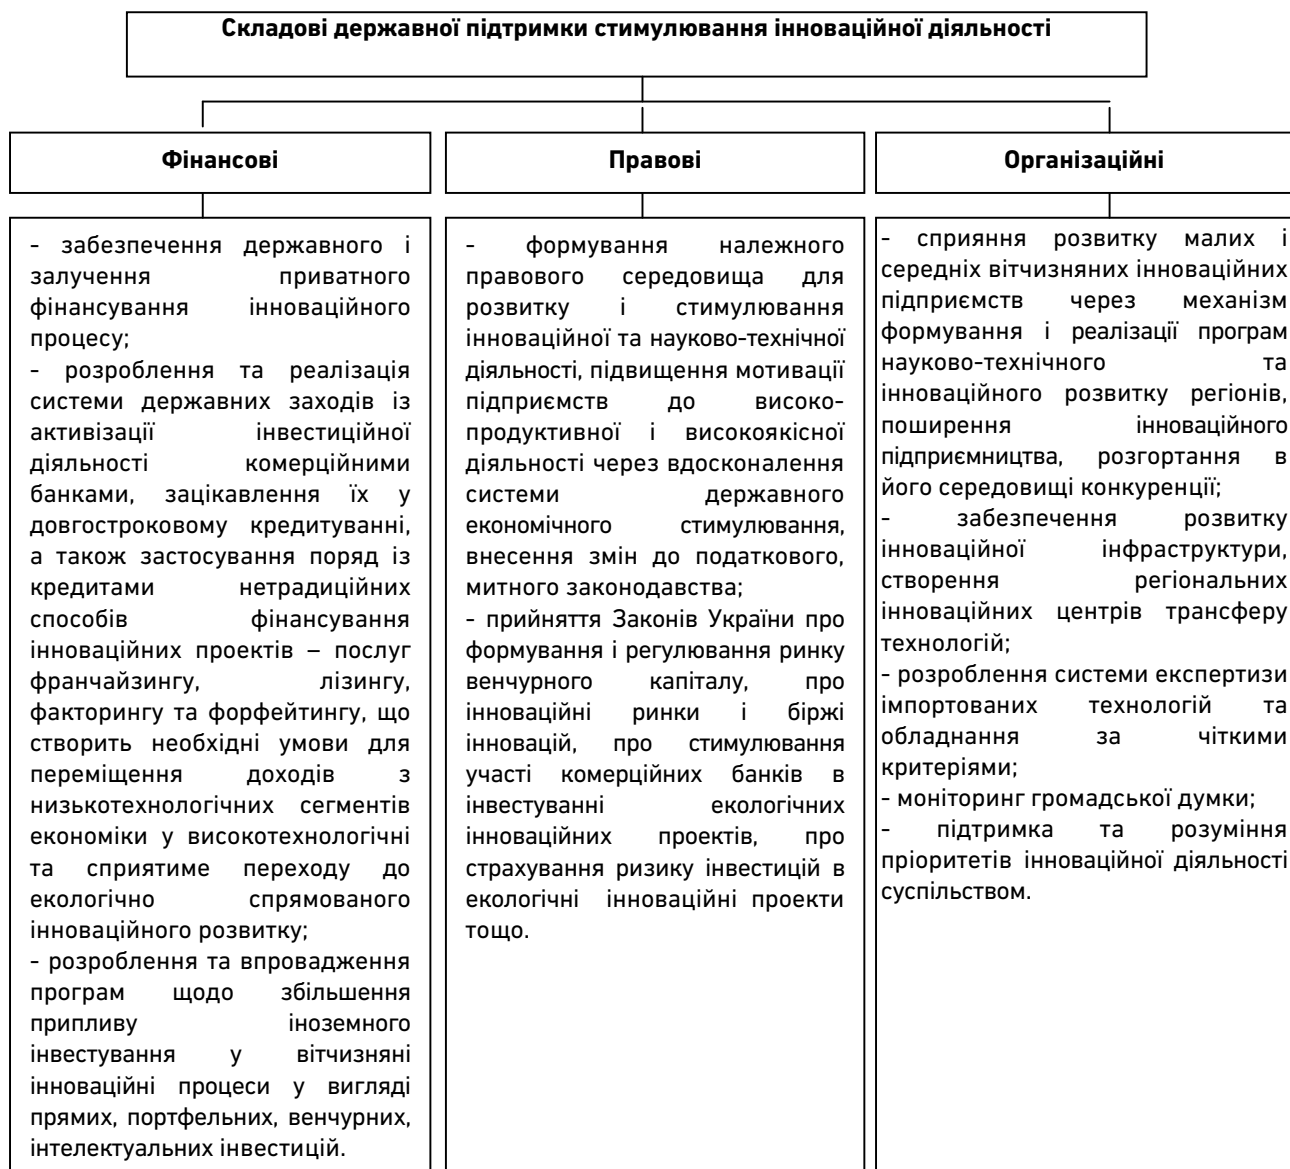 Складові державної підтримки стимулювання інноваційної діяльності
Фінансові
- забезпечення державного і
залучення приватного
фінансування інноваційного
процесу;
- розроблення та реалізація
системи державних заходів із
активізації інвестиційної
діяльності комерційними
банками, зацікавлення їх у
довгостроковому кредитуванні,
а також застосування поряд із
кредитами нетрадиційних
способів фінансування
інноваційних проектів – послуг
франчайзингу, лізингу,
факторингу та форфейтингу, що
створить необхідні умови для
переміщення доходів з
низькотехнологічних сегментів
економіки у високотехнологічні
та сприятиме переходу до
екологічно спрямованого
інноваційного розвитку;
- розроблення та впровадження
програм щодо збільшення
припливу іноземного
інвестування у вітчизняні
інноваційні процеси у вигляді
прямих, портфельних, венчурних,
інтелектуальних інвестицій.
Правові
- формування належного
правового середовища для
розвитку і стимулювання
інноваційної та науково-технічної
діяльності, підвищення мотивації
підприємств до високо-
продуктивної і високоякісної
діяльності через вдосконалення
системи державного
економічного стимулювання,
внесення змін до податкового,
митного законодавства;
- прийняття Законів України про
формування і регулювання ринку
венчурного капіталу, про
інноваційні ринки і біржі
інновацій, про стимулювання
участі комерційних банків в
інвестуванні екологічних
інноваційних проектів, про
страхування ризику інвестицій в
екологічні інноваційні проекти
тощо.
Організаційні
- сприяння розвитку малих і
середніх вітчизняних інноваційних
підприємств через механізм
формування і реалізації програм
науково-технічного та
інноваційного розвитку регіонів,
поширення інноваційного
підприємництва, розгортання в
його середовищі конкуренції;
- забезпечення розвитку
інноваційної інфраструктури,
створення регіональних
інноваційних центрів трансферу
технологій;
- розроблення системи експертизи
імпортованих технологій та
обладнання за чіткими
критеріями;
- моніторинг громадської думки;
- підтримка та розуміння
пріоритетів інноваційної діяльності
суспільством.